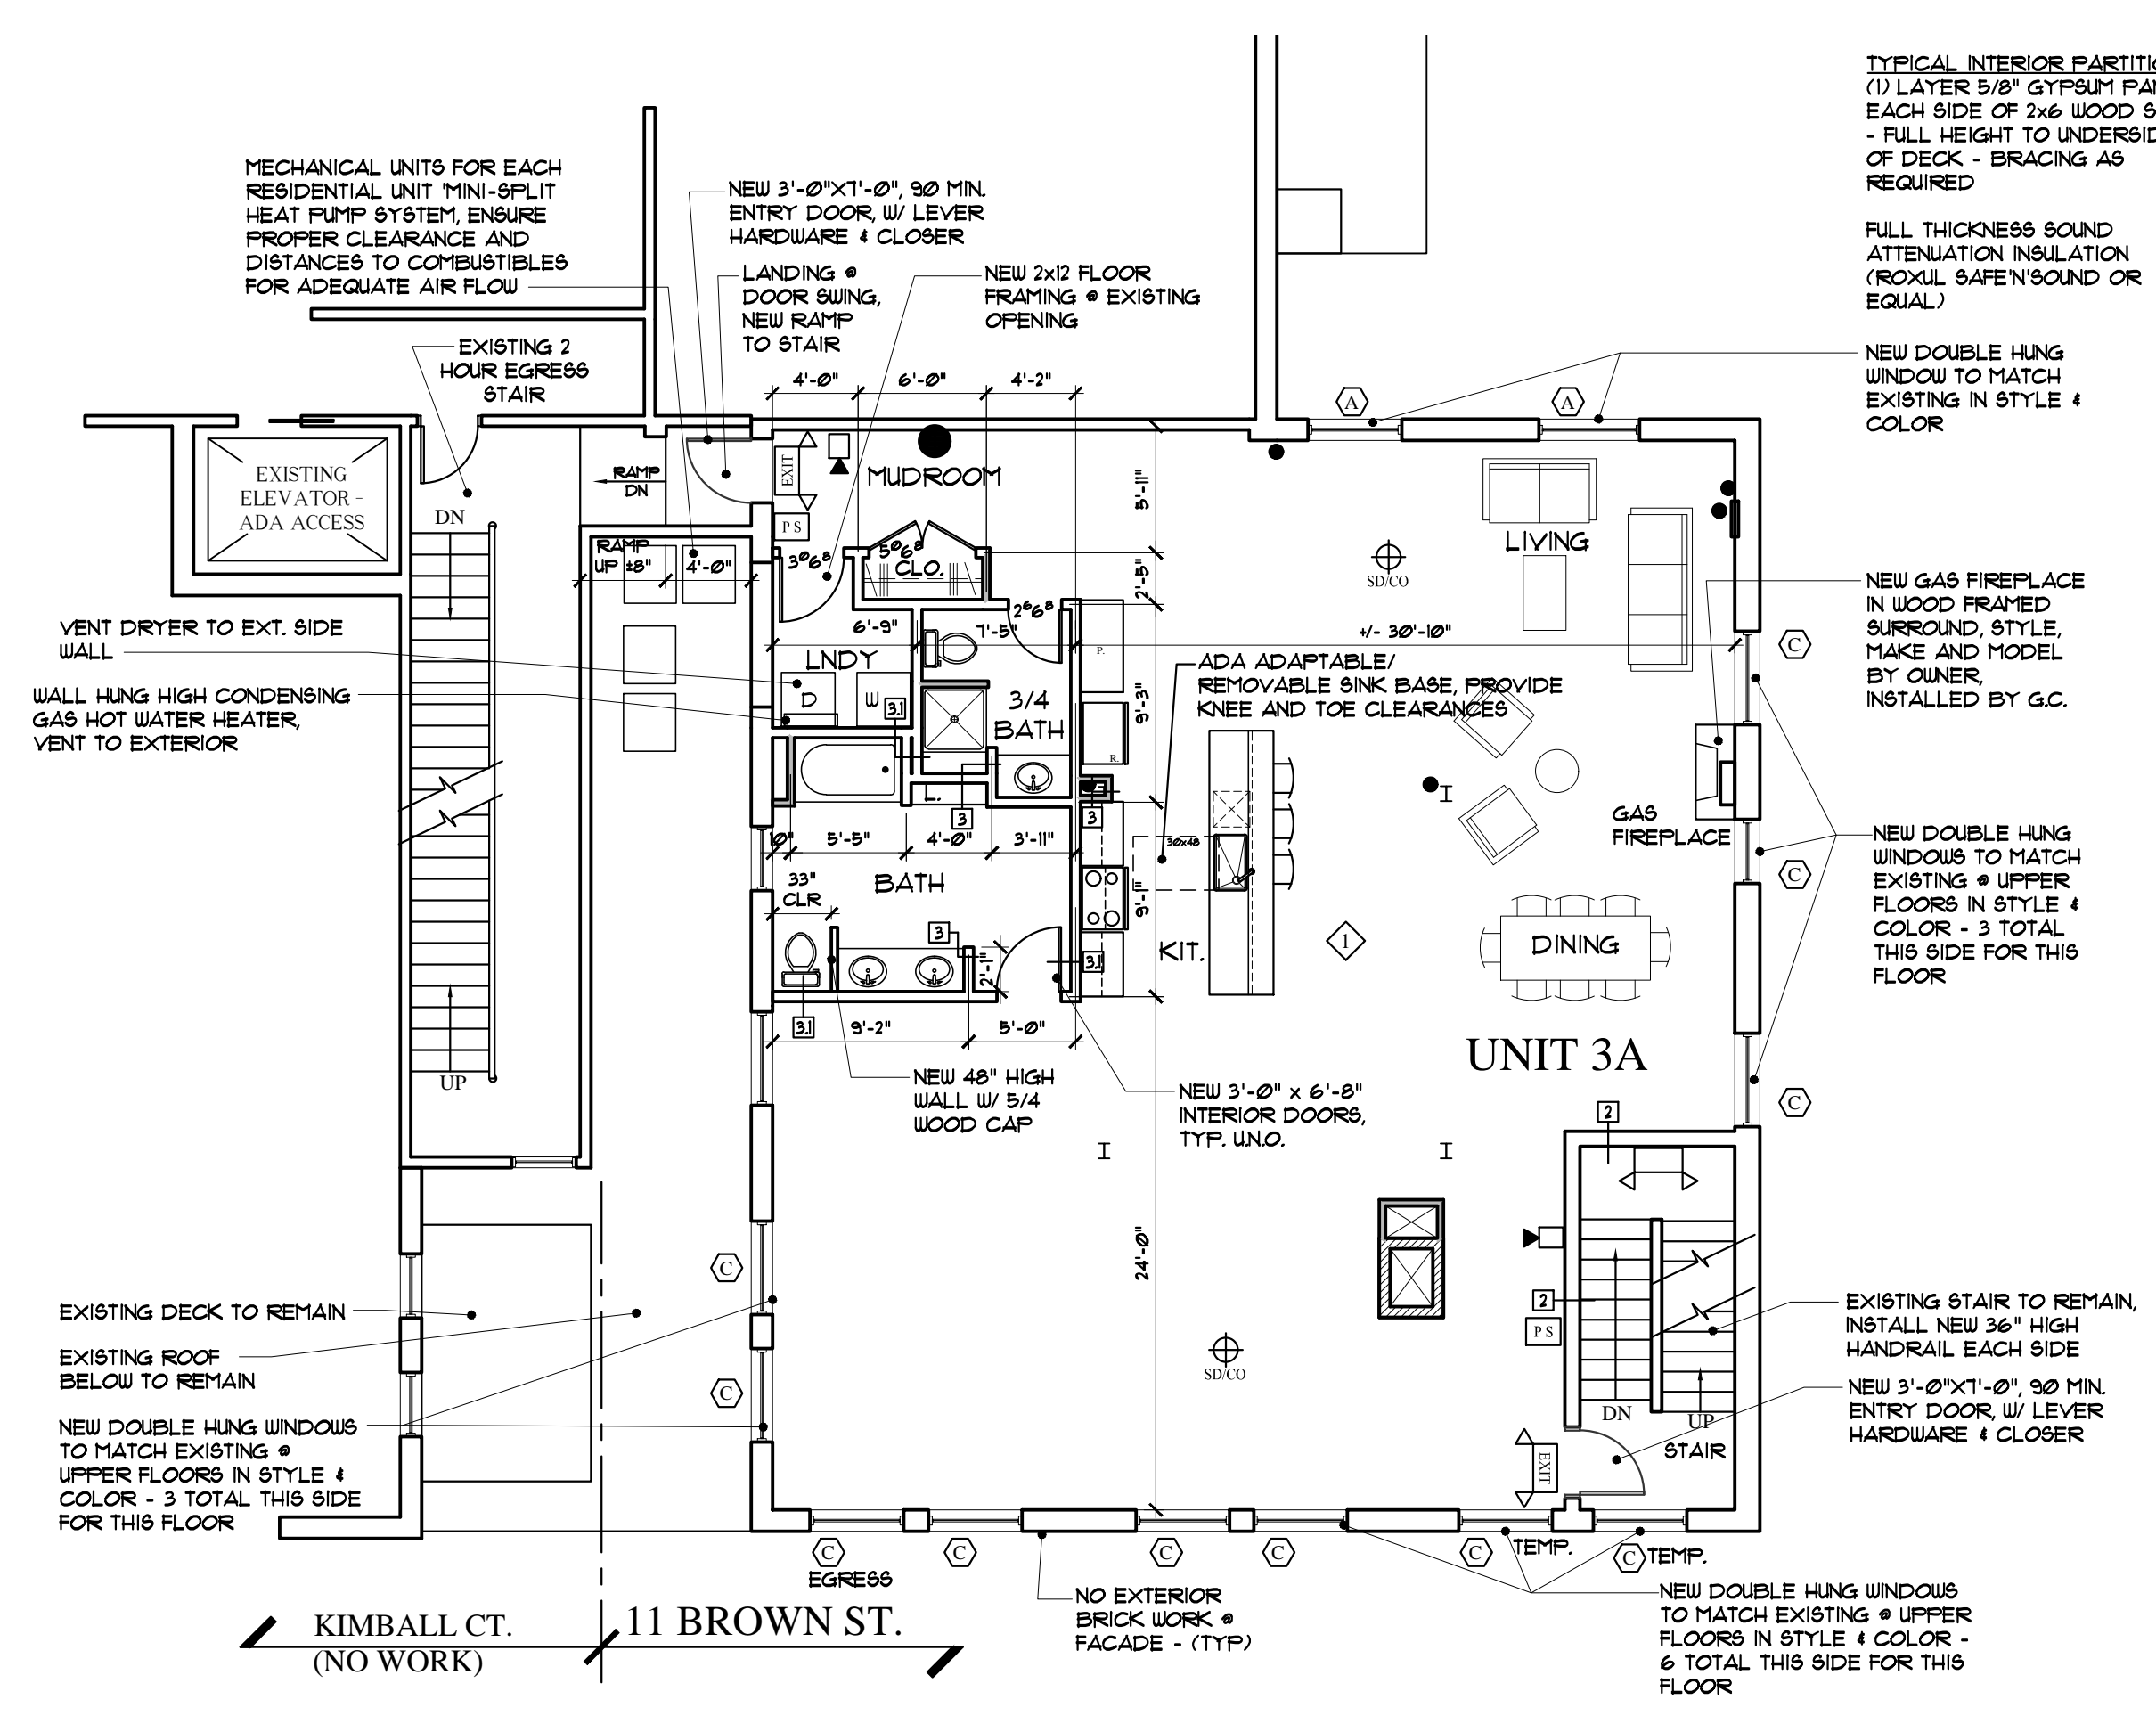 TYPICAL INTERIOR PARTITIO
(1) LAYER 5/8" GYPSUM PAN
EACH SIDE OF 2x6 WOOD S
- FULL HEIGHT TO UNDERSID
OF DECK - BRACING AS
REQUIRED
FULL THICKNESS SOUND
ATTENUATION INSULATION
(ROXUL SAFE'N'SOUND OR
EQUAL)
NEW DOUBLE HUNG
WINDOW TO MATCH
EXISTING IN STYLE &
COLOR
MECHANICAL UNITS FOR EACH
RESIDENTIAL UNIT 'MINI-SPLIT
HEAT PUMP SYSTEM, ENSURE
PROPER CLEARANCE AND
DISTANCES TO COMBUSTIBLES
FOR ADEQUATE AIR FLOW
NEW 3'-0"X7'-0", 90 MIN.
ENTRY DOOR, W/ LEVER
HARDWARE & CLOSER
LANDING @
DOOR SWING,
NEW RAMP
TO STAIR
NEW 2x12 FLOOR
FRAMING @ EXISTING
OPENING
EXISTING 2
HOUR EGRESS
STAIR
4'-0"
6'-0"
4'-2"
A
A
EXISTING
ELEVATOR -
ADA ACCESS
DN
RAMP
DN
EXIT
P S
MUDROOM
5'-11"
LIVING
SD/CO
RAMP
UP ±8"
4'-0"
3⁰6⁸
5⁰6⁸
CLO.
2'-5"
2⁶6⁸
6'-9"
7'-5"
+/- 30'-10"
C
NEW GAS FIREPLACE
IN WOOD FRAMED
SURROUND, STYLE,
MAKE AND MODEL
BY OWNER,
INSTALLED BY G.C.
VENT DRYER TO EXT. SIDE
WALL
WALL HUNG HIGH CONDENSING
GAS HOT WATER HEATER,
VENT TO EXTERIOR
LNDY
D
W
3.1
3/4
BATH
P.
R.
9'-3"
ADA ADAPTABLE/
REMOVABLE SINK BASE, PROVIDE
KNEE AND TOE CLEARANCES
L.
3
3
10"
5'-5"
4'-0"
3'-11"
30x48
GAS
FIREPLACE
C
NEW DOUBLE HUNG
WINDOWS TO MATCH
EXISTING @ UPPER
FLOORS IN STYLE &
COLOR - 3 TOTAL
THIS SIDE FOR THIS
FLOOR
33"
CLR
BATH
9'-1"
3
2'-1"
3.1
KIT.
1
DINING
3.1
9'-2"
5'-0"
UNIT 3A
UP
NEW 48" HIGH
WALL W/ 5/4
WOOD CAP
NEW 3'-0" x 6'-8"
INTERIOR DOORS,
TYP. U.N.O.
C
2
24'-0"
C
C
2
P S
SD/CO
EXISTING DECK TO REMAIN
EXISTING ROOF
BELOW TO REMAIN
NEW DOUBLE HUNG WINDOWS
TO MATCH EXISTING @
UPPER FLOORS IN STYLE &
COLOR - 3 TOTAL THIS SIDE
FOR THIS FLOOR
EXISTING STAIR TO REMAIN,
INSTALL NEW 36" HIGH
HANDRAIL EACH SIDE
NEW 3'-0"X7'-0", 90 MIN.
ENTRY DOOR, W/ LEVER
HARDWARE & CLOSER
DN
UP
STAIR
EXIT
C
C
C
C
C
TEMP.
C
TEMP.
EGRESS
NO EXTERIOR
BRICK WORK @
FACADE - (TYP)
NEW DOUBLE HUNG WINDOWS
TO MATCH EXISTING @ UPPER
FLOORS IN STYLE & COLOR -
6 TOTAL THIS SIDE FOR THIS
FLOOR
KIMBALL CT.
(NO WORK)
11 BROWN ST.